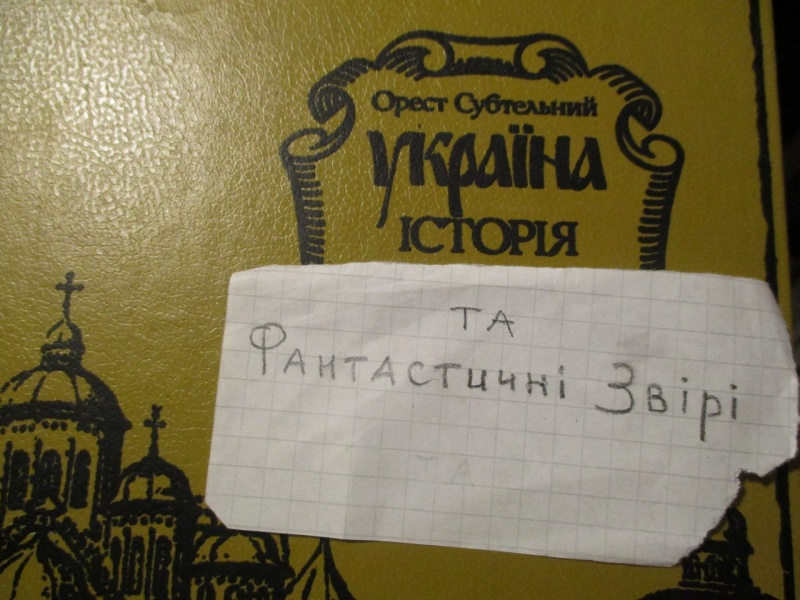 Орест Субтельний
Україна
ІСТОРІЯ
ТА
Фантастичні Звірі